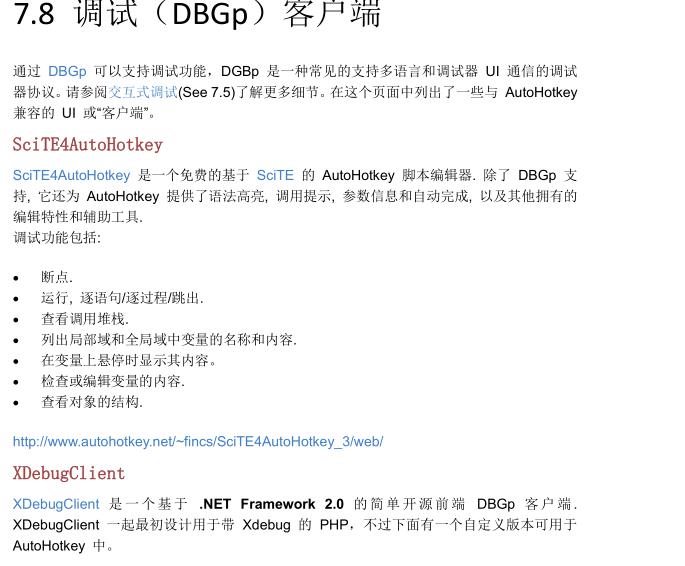 7.8 调试（DBGp）客户端
通过 DBGp 可以支持调试功能，DGBp 是一种常见的支持多语言和调试器 UI 通信的调试
器协议。请参阅交互式调试(See 7.5)了解更多细节。在这个页面中列出了一些与 AutoHotkey
兼容的 UI 或“客户端”。
SciTE4AutoHotkey
SciTE4AutoHotkey 是一个免费的基于 SciTE 的 AutoHotkey 脚本编辑器. 除了 DBGp 支
持, 它还为 AutoHotkey 提供了语法高亮, 调用提示, 参数信息和自动完成, 以及其他拥有的
编辑特性和辅助工具.
调试功能包括:
• 断点.
• 运行, 逐语句/逐过程/跳出.
• 查看调用堆栈.
• 列出局部域和全局域中变量的名称和内容.
• 在变量上悬停时显示其内容。
• 检查或编辑变量的内容.
• 查看对象的结构.
http://www.autohotkey.net/~fincs/SciTE4AutoHotkey_3/web/
XDebugClient
XDebugClient 是一个基于 .NET Framework 2.0 的简单开源前端 DBGp 客户端.
XDebugClient 一起最初设计用于带 Xdebug 的 PHP，不过下面有一个自定义版本可用于
AutoHotkey 中。